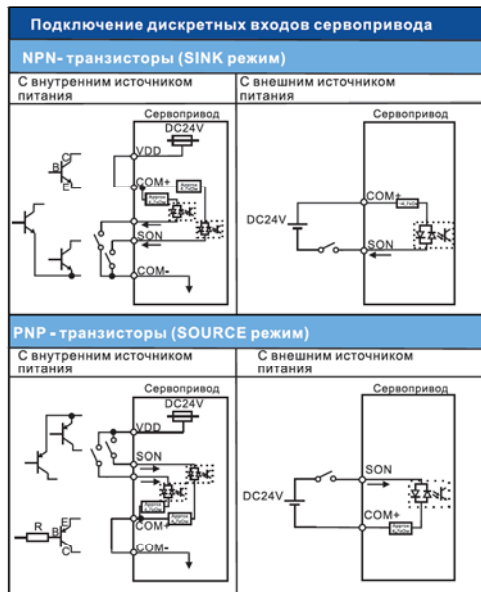 Подключение дискретных входов сервопривода
NPN- транзисторы (SINK режим)
С внутренним источником
питания
С внешним источником
питания
Сервопривод
DC24V
VDD
COM+
SON
COM-
C
B
E
Сервопривод
COM+
DC24V
SON
PNP - транзисторы (SOURCE режим)
С внутренним источником
питания
С внешним источником
питания
Сервопривод
DC24V
VDD
SON
COM+
COM-
R
E
B
C
Сервопривод
SON
DC24V
COM+